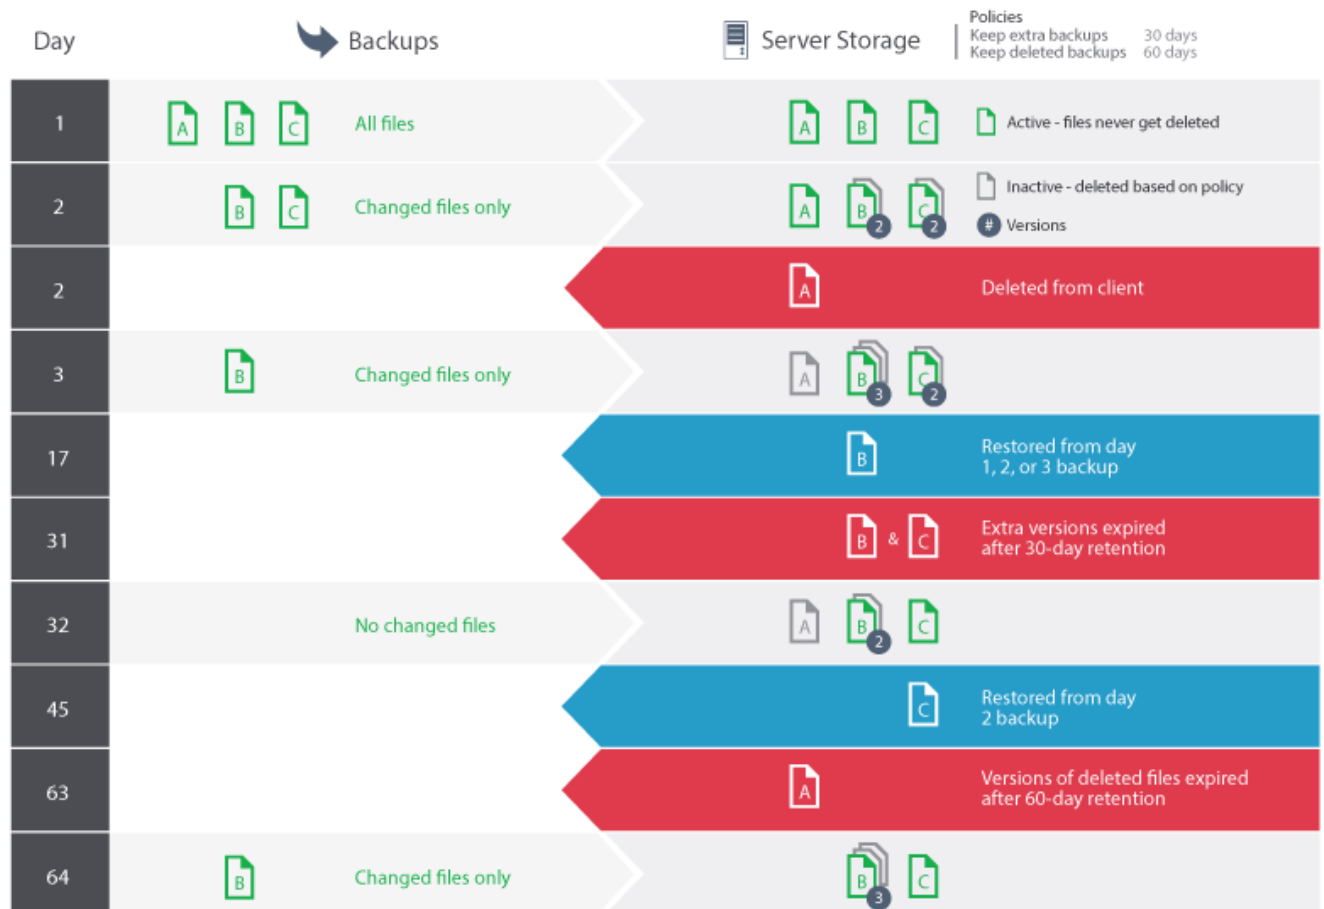 Day
Backups
Server Storage
Policies
Keep extra backups 30 days
Keep deleted backups 60 days
1
A B C
All files
A B C
Active - files never get deleted
2
B C
Changed files only
A B 2 C 2
Inactive - deleted based on policy
# Versions
2
A
Deleted from client
3
B
Changed files only
A B 3 C 2
17
B
Restored from day
1, 2, or 3 backup
31
B & C
Extra versions expired
after 30-day retention
32
No changed files
A B 2 C
45
C
Restored from day
2 backup
63
A
Versions of deleted files expired
after 60-day retention
64
B
Changed files only
B 3 C